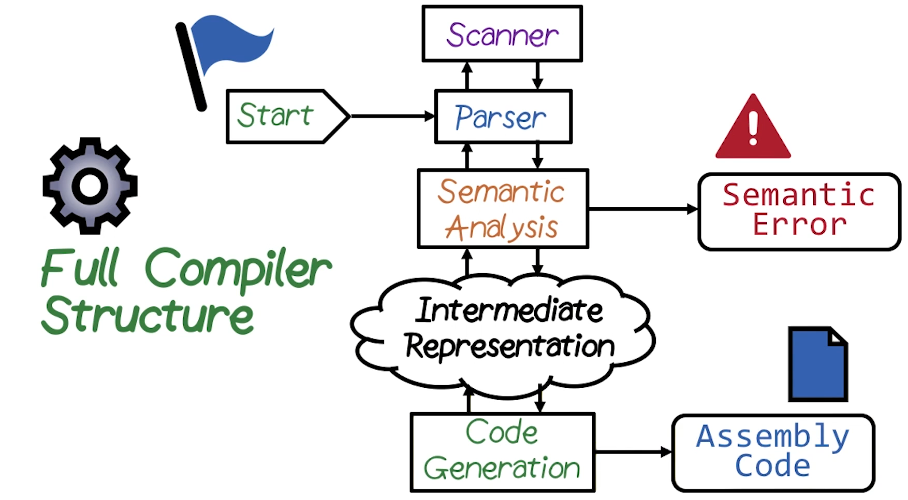 Scanner
Start
Parser
Semantic
Analysis
Semantic
Error
Full Compiler
Structure
Intermediate
Representation
Code
Generation
Assembly
Code